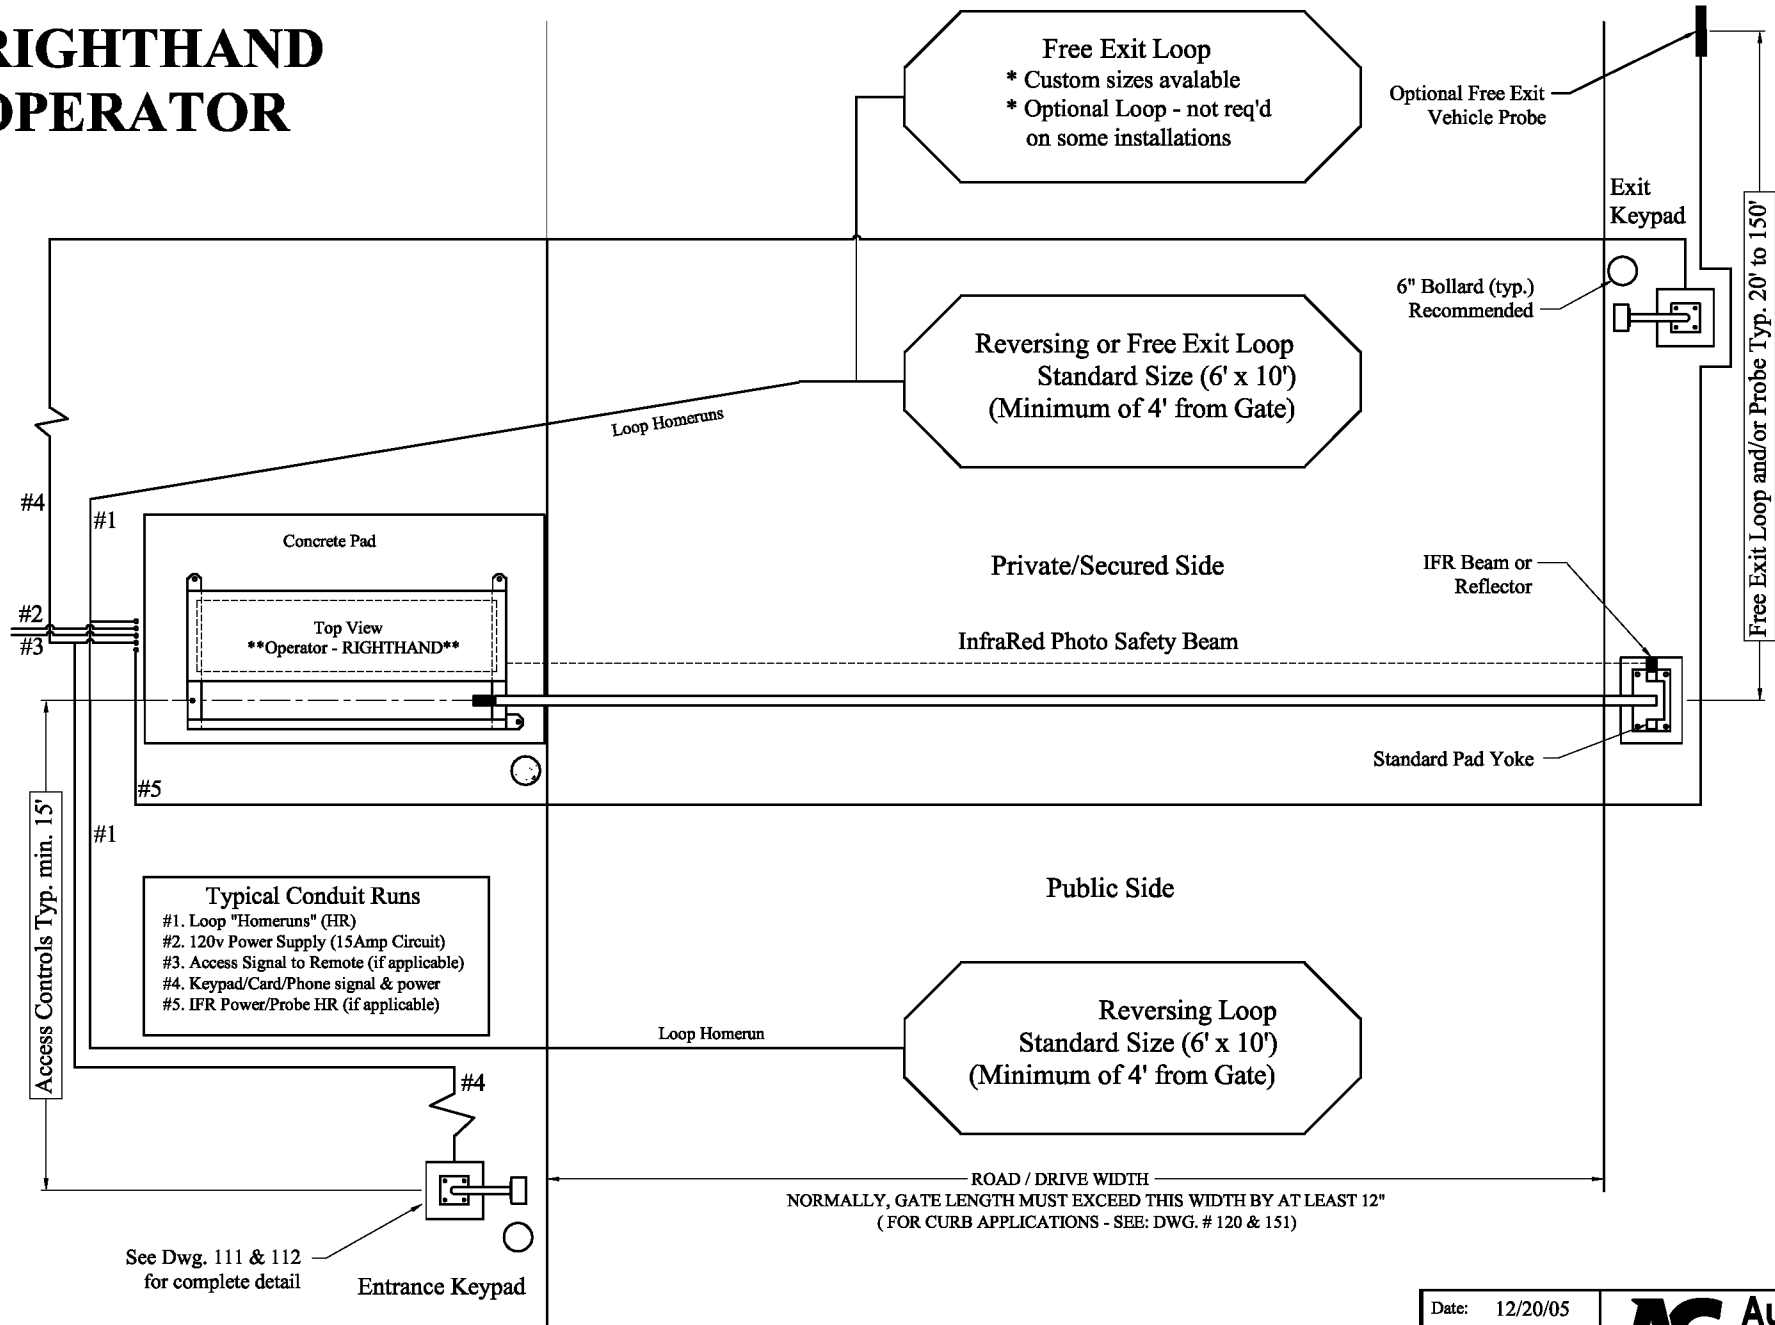 RIGHTHAND
OPERATOR
Free Exit Loop
* Custom sizes avalable
* Optional Loop - not req'd
on some installations
Optional Free Exit
Vehicle Probe
Exit
Keypad
6" Bollard (typ.)
Recommended
Free Exit Loop and/or Probe Typ. 20' to 150'
Reversing or Free Exit Loop
Standard Size (6' x 10')
(Minimum of 4' from Gate)
Loop Homeruns
#4
#1
Concrete Pad
Private/Secured Side
IFR Beam or
Reflector
#2
#3
Top View
**Operator - RIGHTHAND**
InfraRed Photo Safety Beam
Standard Pad Yoke
#5
#1
Access Controls Typ. min. 15'
Typical Conduit Runs
#1. Loop "Homeruns" (HR)
#2. 120v Power Supply (15Amp Circuit)
#3. Access Signal to Remote (if applicable)
#4. Keypad/Card/Phone signal & power
#5. IFR Power/Probe HR (if applicable)
Public Side
Loop Homerun
Reversing Loop
Standard Size (6' x 10')
(Minimum of 4' from Gate)
#4
ROAD / DRIVE WIDTH
NORMALLY, GATE LENGTH MUST EXCEED THIS WIDTH BY AT LEAST 12"
( FOR CURB APPLICATIONS - SEE: DWG. # 120 & 151)
See Dwg. 111 & 112
for complete detail
Entrance Keypad
Date: 12/20/05